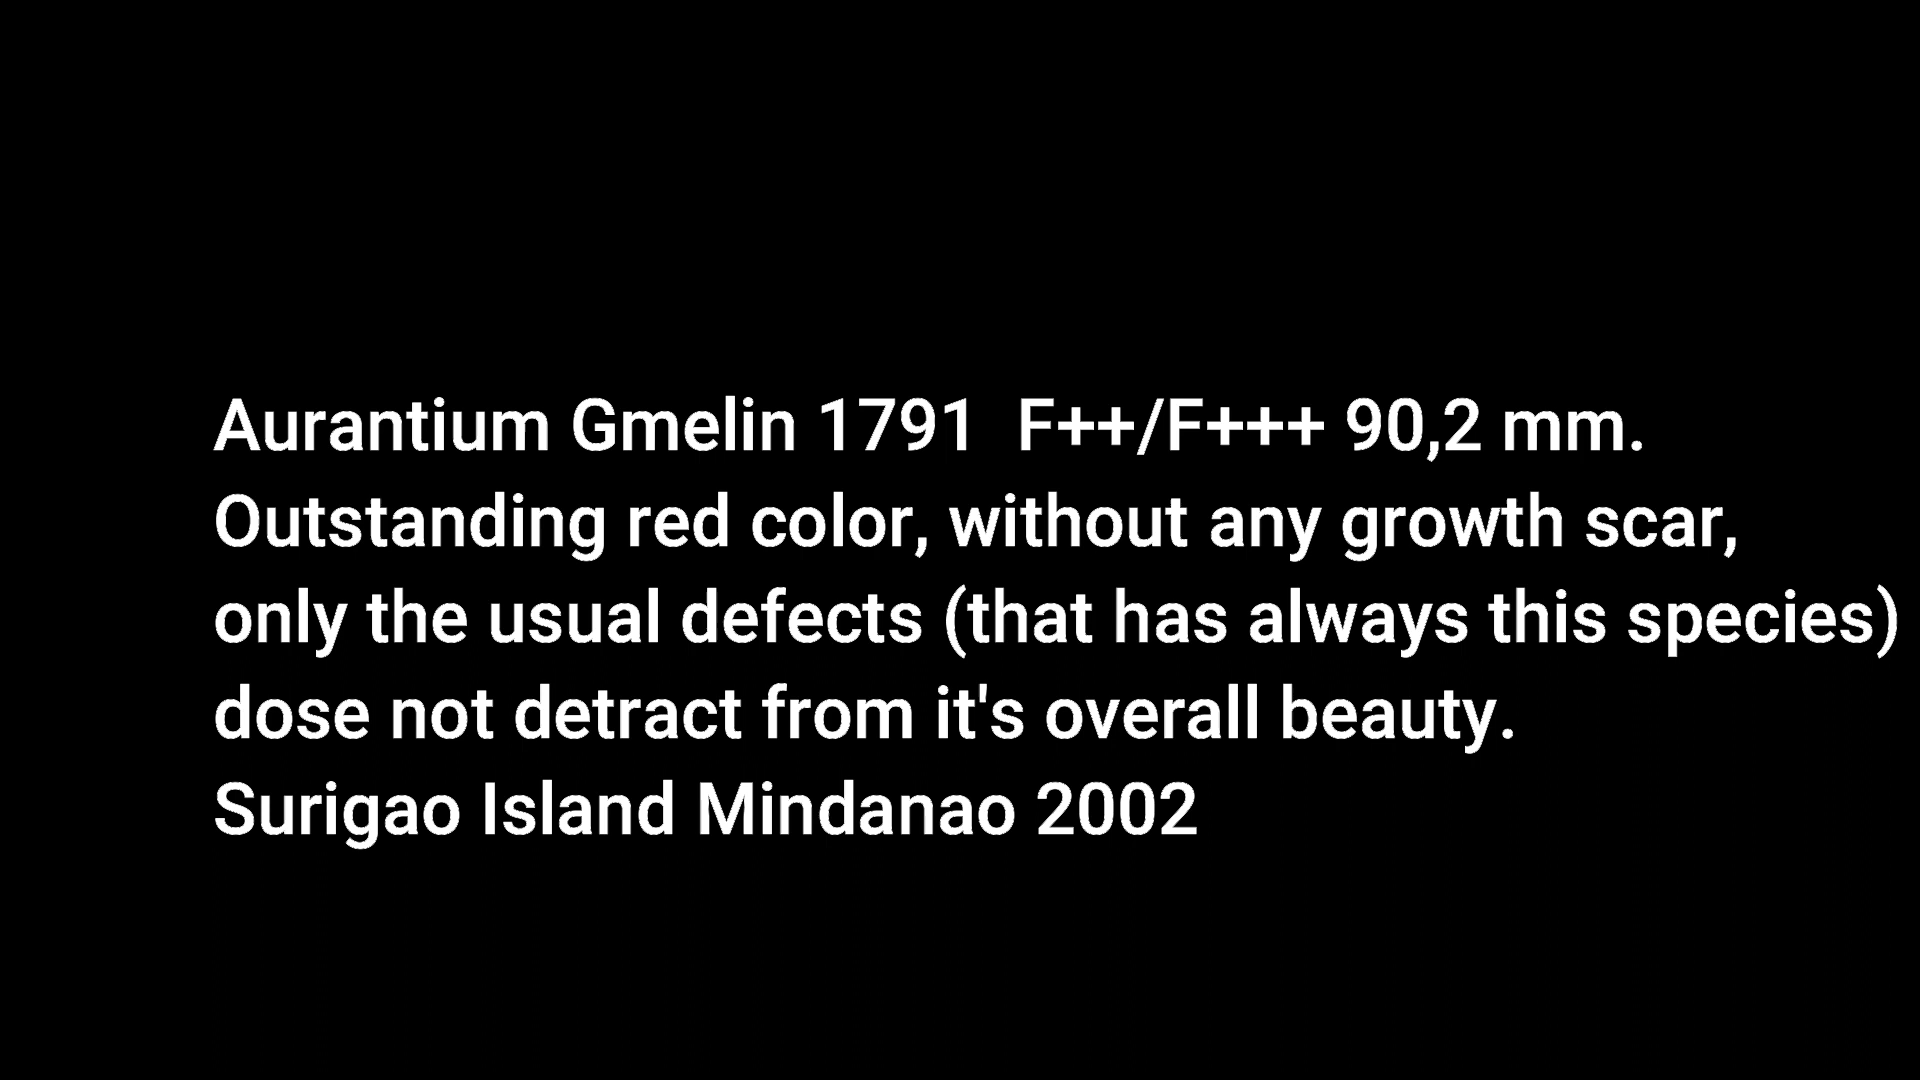 Aurantium Gmelin 1791  F++/F+++ 90,2 mm.
Outstanding red color, without any growth scar,
only the usual defects (that has always this species)
dose not detract from it's overall beauty.
Surigao Island Mindanao 2002